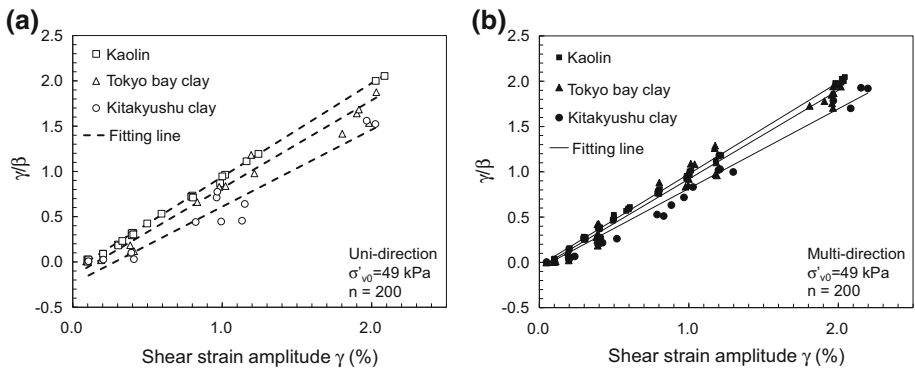 (a)
γ/β
2.5
2.0
1.5
1.0
0.5
0.0
-0.5
Kaolin
Tokyo bay clay
Kitakyushu clay
Fitting line
Uni-direction
σ'v0=49 kPa
n = 200
0.0 1.0 2.0
Shear strain amplitude γ (%)
(b)
γ/β
2.5
2.0
1.5
1.0
0.5
0.0
-0.5
Kaolin
Tokyo bay clay
Kitakyushu clay
Fitting line
Multi-direction
σ'v0=49 kPa
n = 200
0.0 1.0 2.0
Shear strain amplitude γ (%)